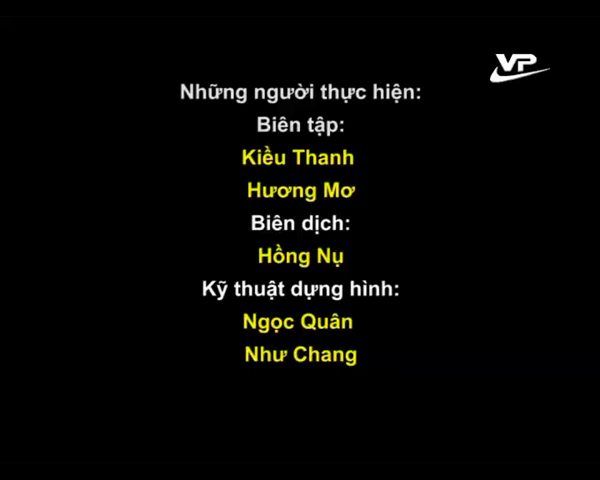 VP
Những người thực hiện:
Biên tập:
Kiều Thanh
Hương Mơ
Biên dịch:
Hồng Nụ
Kỹ thuật dựng hình:
Ngọc Quân
Như Chang